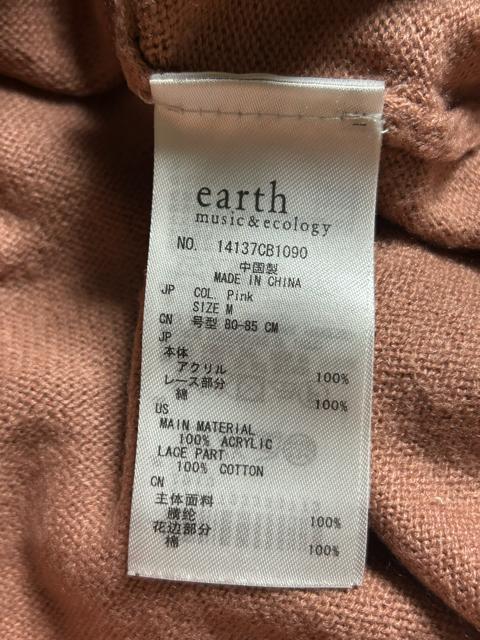 earth
music&ecology
NO. 14137CB1090
中国製
MADE IN CHINA
JP COL. Pink
SIZE M
CN 号型 80-85 CM
JP
本体
アクリル 100%
レース部分
綿 100%
US
MAIN MATERIAL
100% ACRYLIC
LACE PART
100% COTTON
CN
主体面料
腈纶 100%
花边部分
棉 100%